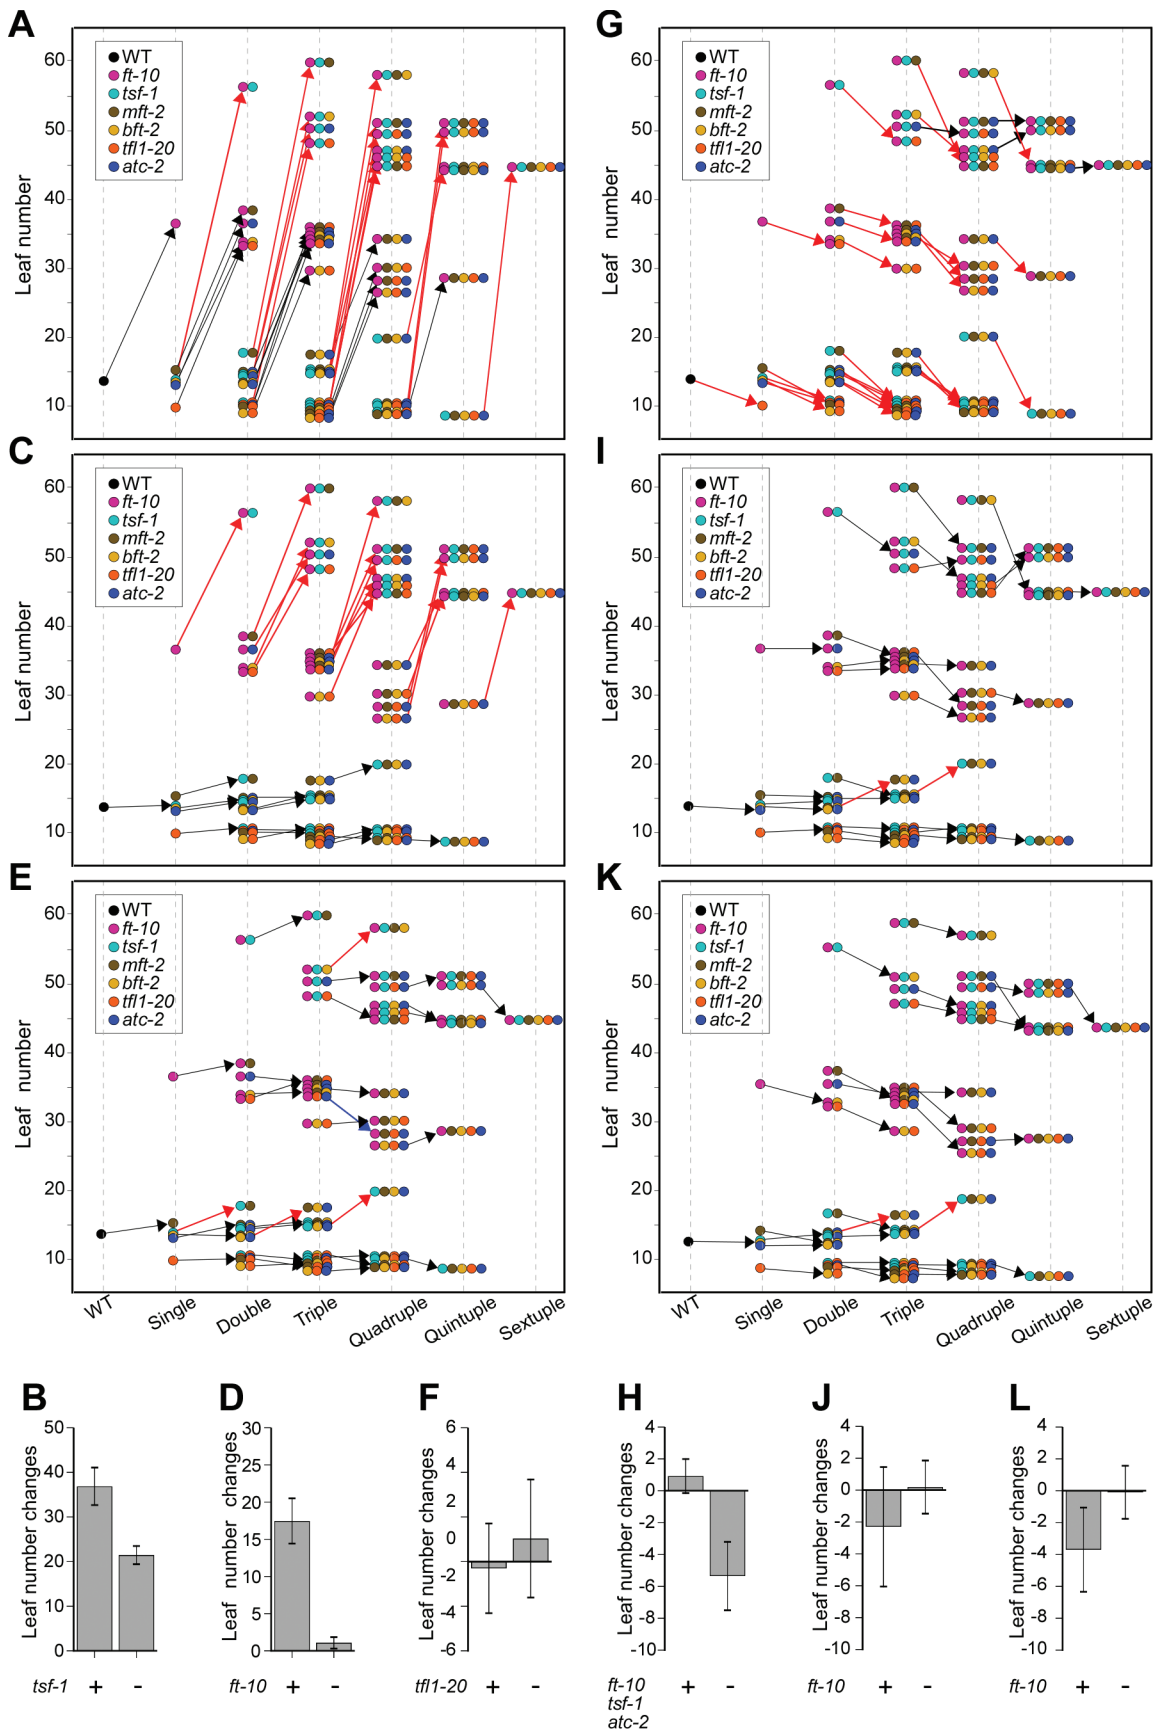 A
WT
ft-10
tsf-1
mft-2
bft-2
tfl1-20
atc-2
60
50
40
30
20
10
Leaf number
G
WT
ft-10
tsf-1
mft-2
bft-2
tfl1-20
atc-2
60
50
40
30
20
10
Leaf number
C
WT
ft-10
tsf-1
mft-2
bft-2
tfl1-20
atc-2
60
50
40
30
20
10
Leaf number
I
WT
ft-10
tsf-1
mft-2
bft-2
tfl1-20
atc-2
60
50
40
30
20
10
Leaf number
E
WT
ft-10
tsf-1
mft-2
bft-2
tfl1-20
atc-2
60
50
40
30
20
10
Leaf number
WT Single Double Triple Quadruple Quintuple Sextuple
K
WT
ft-10
tsf-1
mft-2
bft-2
tfl1-20
atc-2
60
50
40
30
20
10
Leaf number
WT Single Double Triple Quadruple Quintuple Sextuple
B
50
40
30
20
10
0
Leaf number changes
tsf-1 + -
D
30
25
20
15
10
5
0
Leaf number changes
ft-10 + -
F
6
4
2
0
-2
-4
-6
Leaf number changes
tfl1-20 + -
H
4
2
0
-2
-4
-6
-8
-10
Leaf number changes
ft-10 + -
tsf-1
atc-2
J
4
2
0
-2
-4
-6
-8
-10
Leaf number changes
ft-10 + -
L
4
2
0
-2
-4
-6
-8
-10
Leaf number changes
ft-10 + -